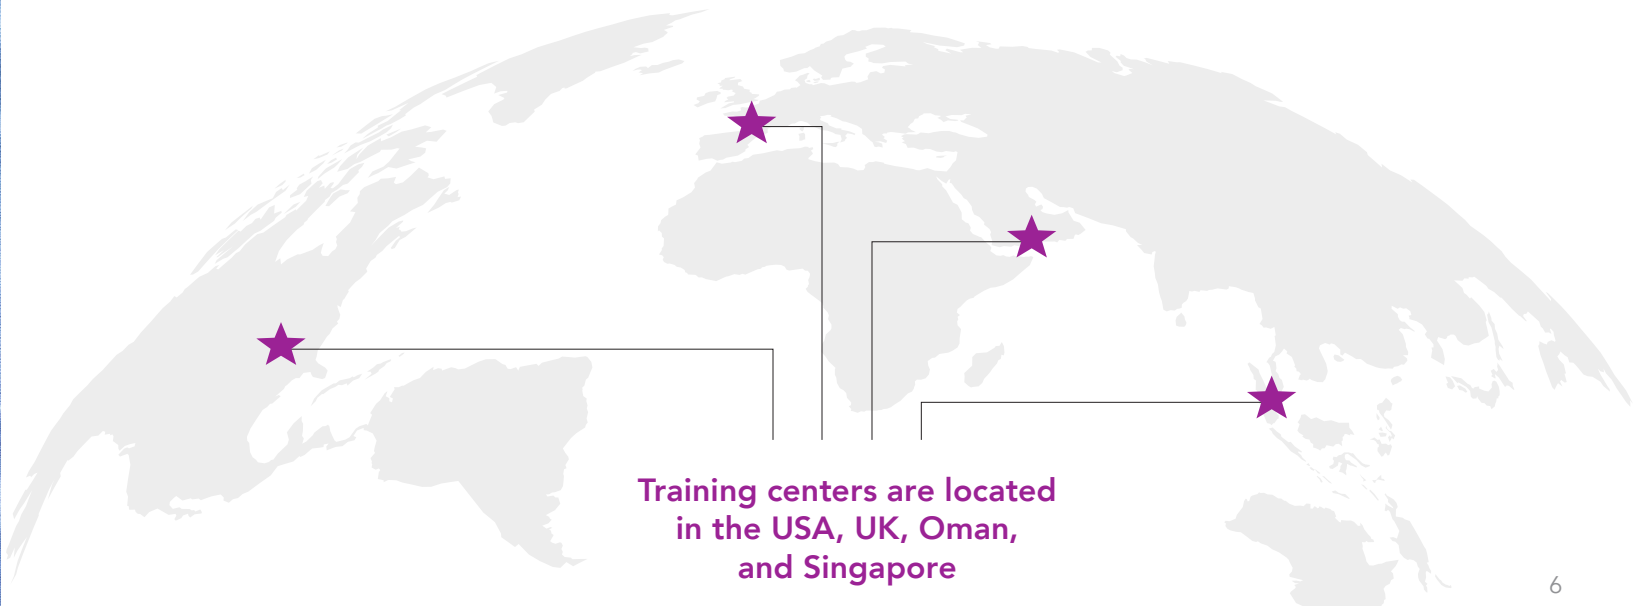 Training centers are located
in the USA, UK, Oman,
and Singapore
6